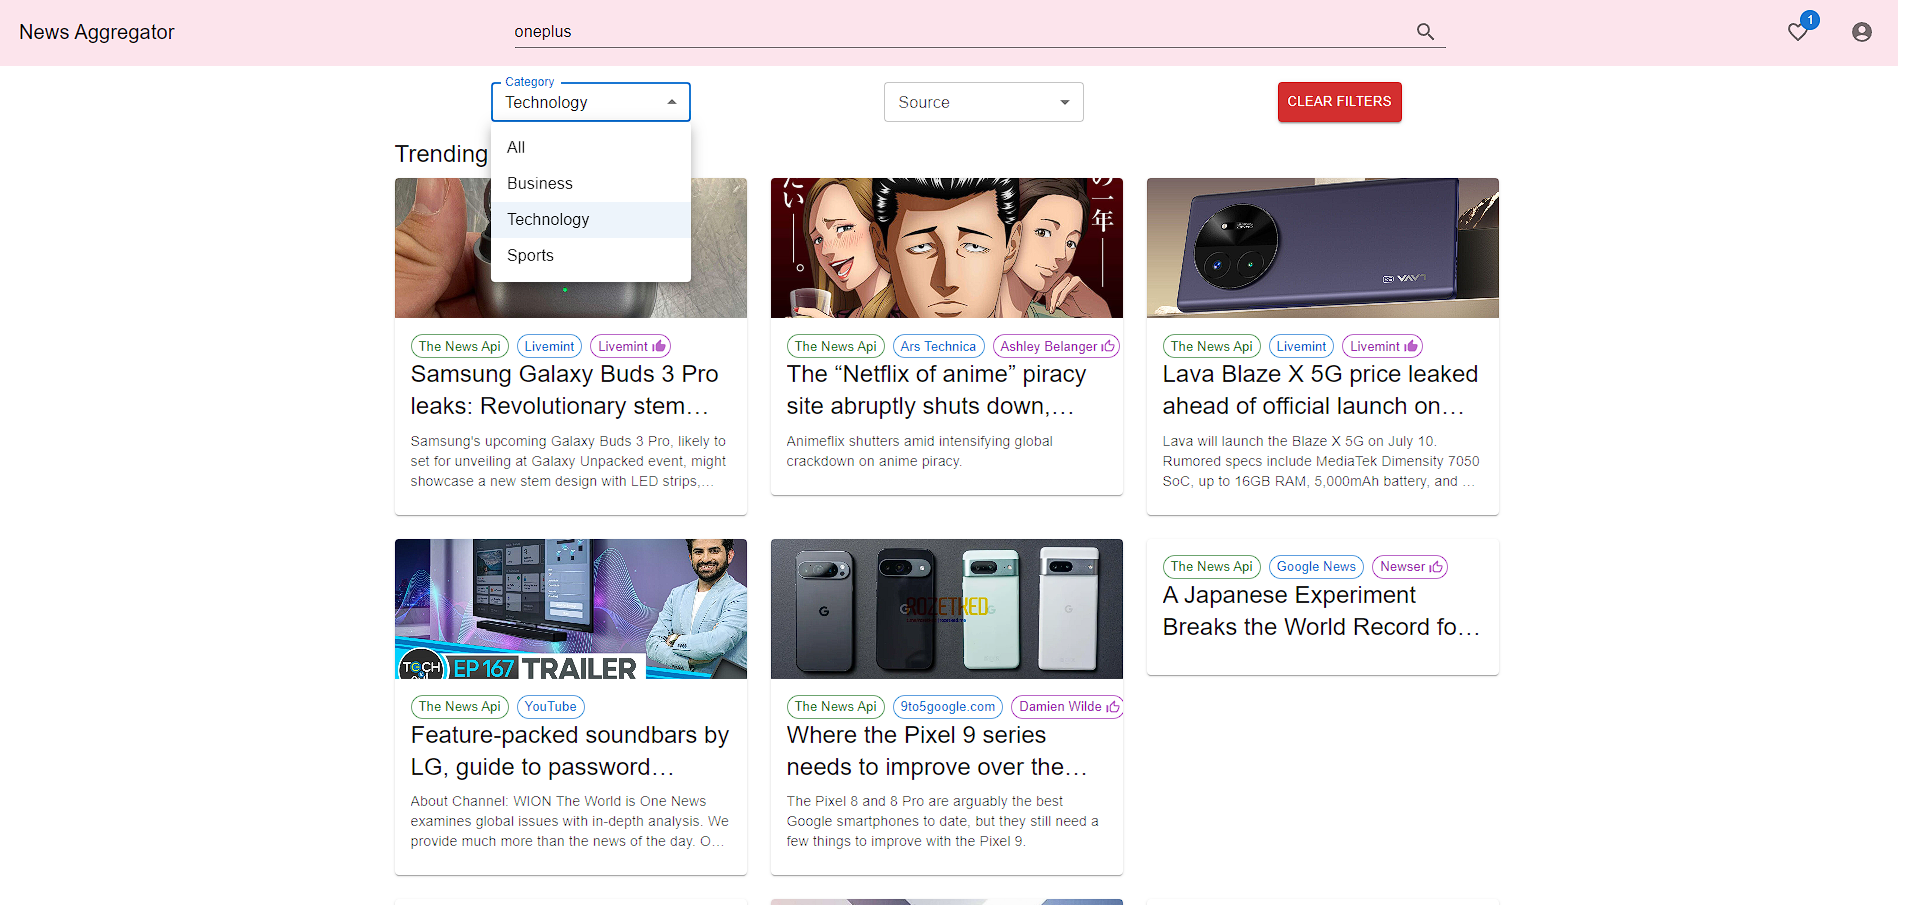 News Aggregator
oneplus
1
Category
Technology
Source
CLEAR FILTERS
All
Business
Technology
Sports
Trending
たい——。
の一年——
LAVA
The News Api Livemint Livemint
Samsung Galaxy Buds 3 Pro
leaks: Revolutionary stem…
Samsung's upcoming Galaxy Buds 3 Pro, likely to
set for unveiling at Galaxy Unpacked event, might
showcase a new stem design with LED strips,…
The News Api Ars Technica Ashley Belanger
The “Netflix of anime” piracy
site abruptly shuts down,…
Animeflix shutters amid intensifying global
crackdown on anime piracy.
The News Api Livemint Livemint
Lava Blaze X 5G price leaked
ahead of official launch on…
Lava will launch the Blaze X 5G on July 10.
Rumored specs include MediaTek Dimensity 7050
SoC, up to 16GB RAM, 5,000mAh battery, and …
EP 167 TRAILER
The News Api YouTube
Feature-packed soundbars by
LG, guide to password…
About Channel: WION The World is One News
examines global issues with in-depth analysis. We
provide much more than the news of the day. O…
ROZETKED
The News Api 9to5google.com Damien Wilde
Where the Pixel 9 series
needs to improve over the…
The Pixel 8 and 8 Pro are arguably the best
Google smartphones to date, but they still need a
few things to improve with the Pixel 9.
The News Api Google News Newser
A Japanese Experiment
Breaks the World Record fo…